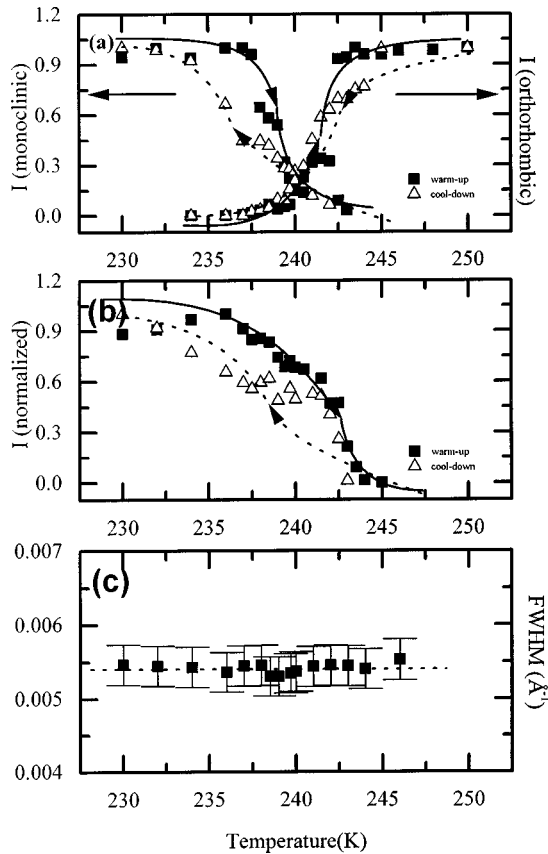 (a)
1.2
0.9
0.6
0.3
0.0
I (monoclinic)
I (orthorhombic)
warm-up
cool-down
230 235 240 245 250
(b)
1.2
0.9
0.6
0.3
0.0
I (normalized)
warm-up
cool-down
230 235 240 245 250
(c)
0.007
0.006
0.005
0.004
FWHM (Å⁻¹)
230 235 240 245 250
Temperature(K)